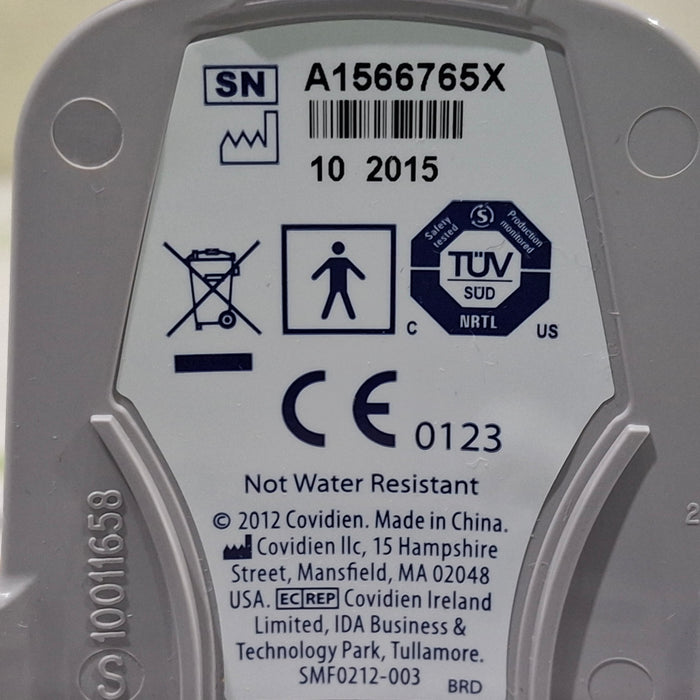 SN A1566765X
10 2015
Safety tested S Production monitored
TÜV
SÜD
NRTL
C US
CE 0123
Not Water Resistant
© 2012 Covidien. Made in China.
Covidien llc, 15 Hampshire
Street, Mansfield, MA 02048
USA. EC REP Covidien Ireland
Limited, IDA Business &
Technology Park, Tullamore.
SMF0212-003 BRD
S 10011658
2